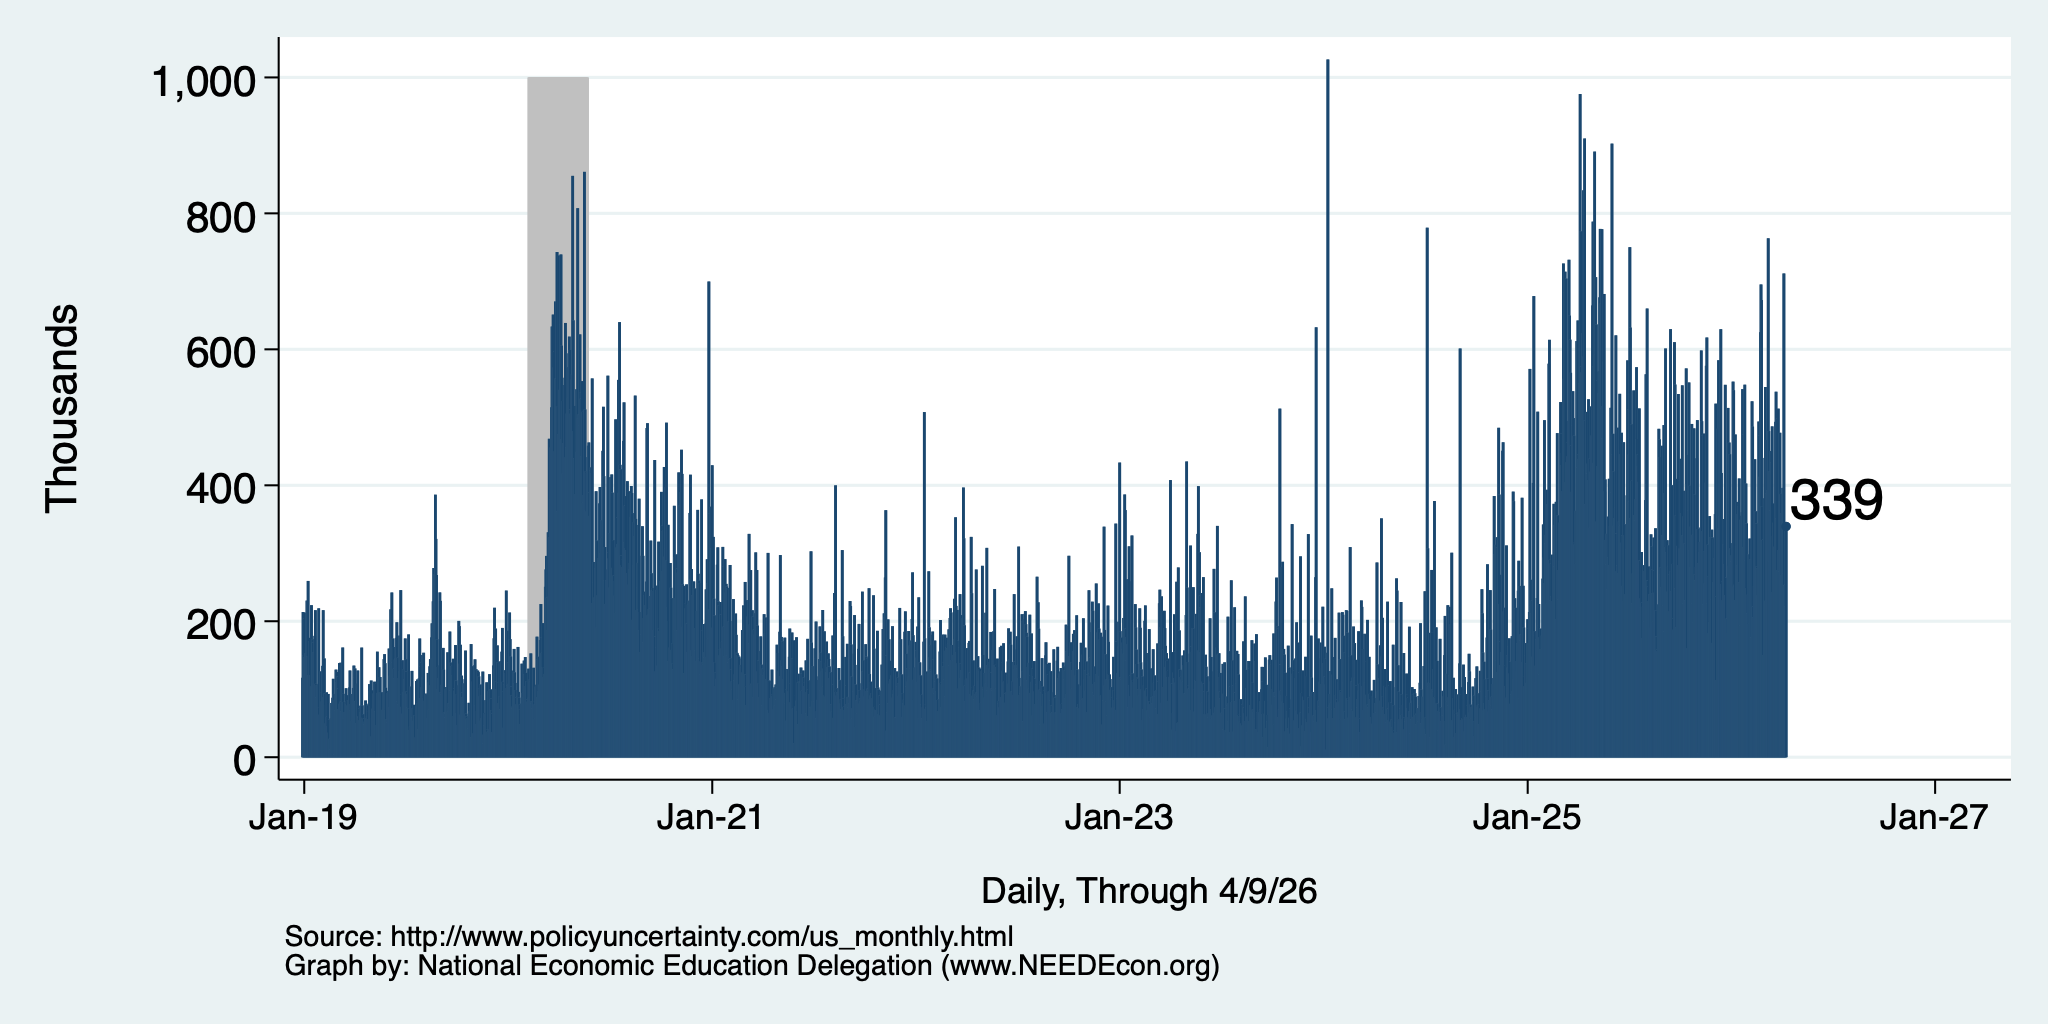 Thousands
1,000
800
600
400
200
0
339
Jan-19 Jan-21 Jan-23 Jan-25 Jan-27
Daily, Through 4/9/26
Source: http://www.policyuncertainty.com/us_monthly.html
Graph by: National Economic Education Delegation (www.NEEDEcon.org)